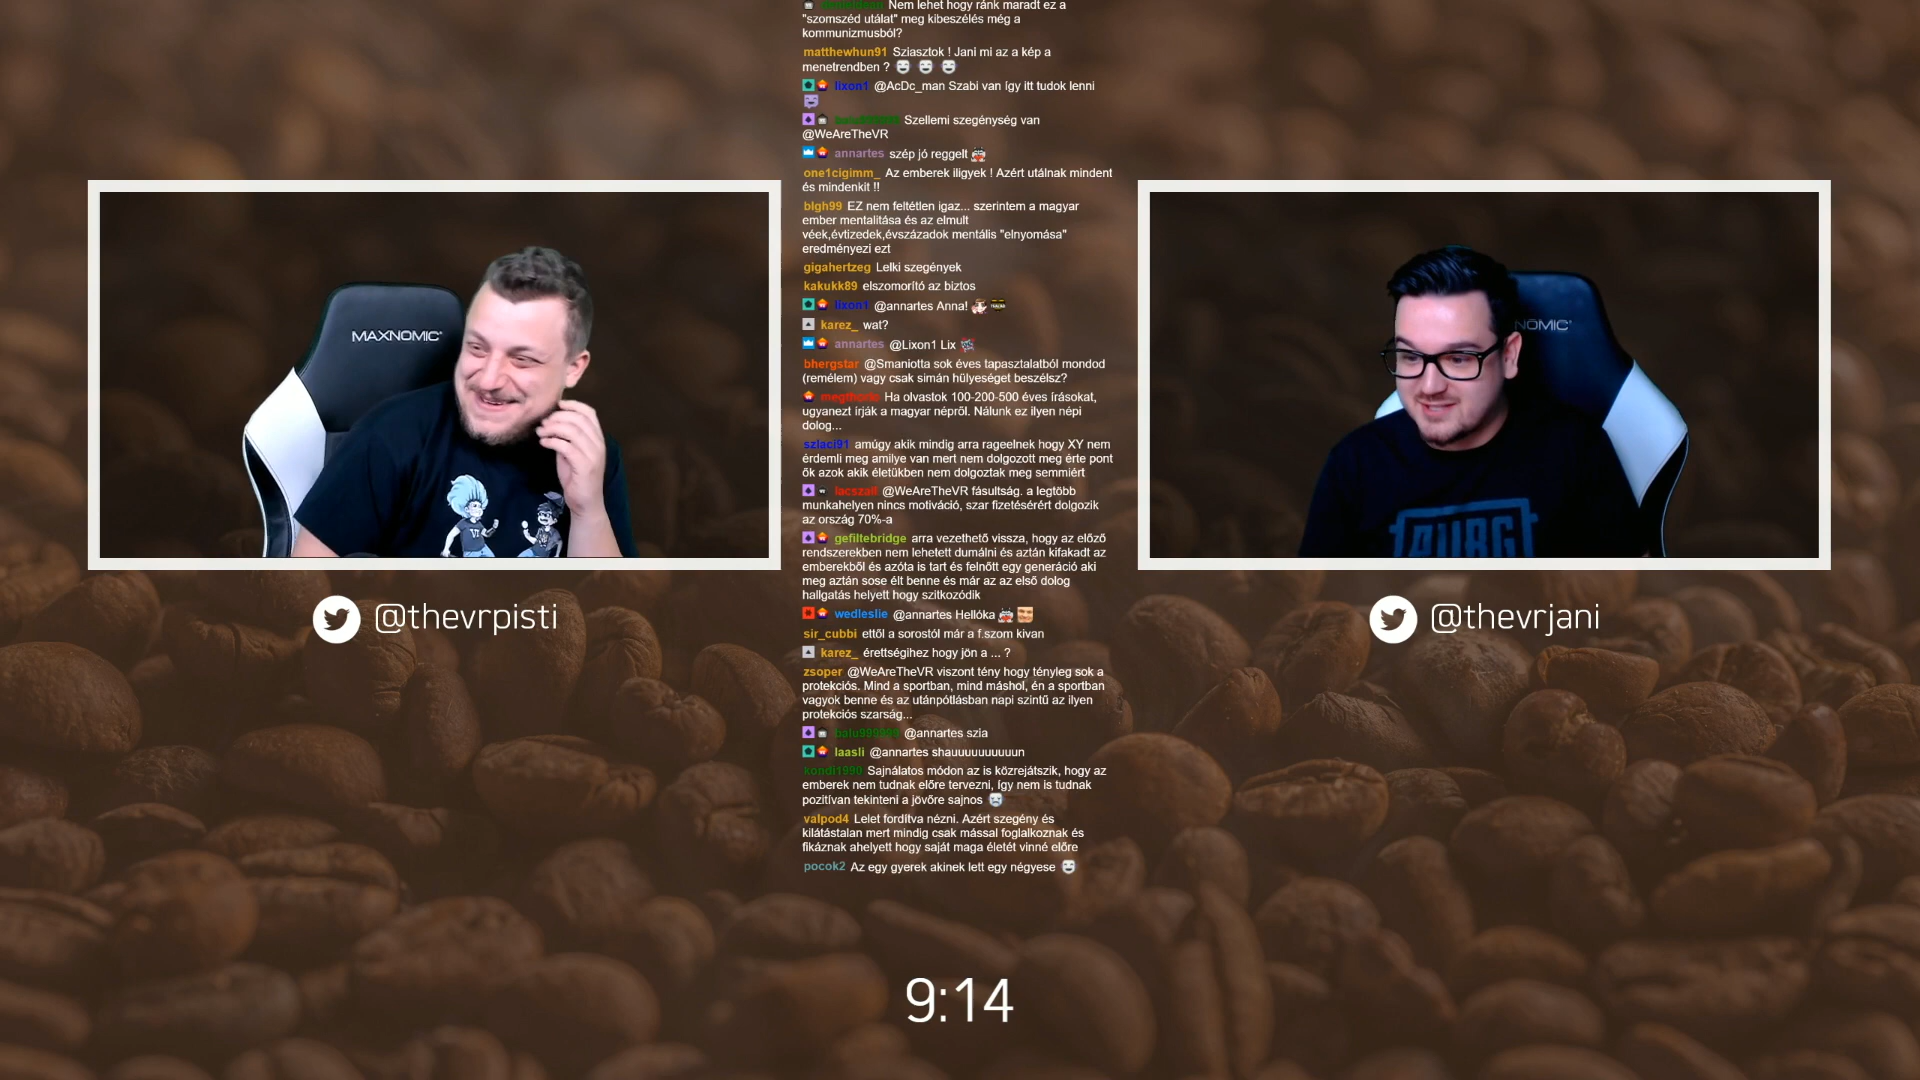 Nem lehet hogy ránk maradt ez a
"szomszéd utálat" meg kibeszélés még a
kommunizmusból?
matthewhun91 Sziasztok ! Jani mi az a kép a
menetrendben ?
lixon1 @AcDc_man Szabi van így itt tudok lenni
Szellemi szegénység van
@WeAreTheVR
annartes szép jó reggelt
one1cigimm_ Az emberek iligyek ! Azért utálnak mindent
és mindenkit !!
blgh99 EZ nem feltétlen igaz... szerintem a magyar
ember mentalitása és az elmult
véek,évtizedek,évszázadok mentális "elnyomása"
eredményezi ezt
gigahertzeg Lelki szegények
kakukk89 elszomorító az biztos
lixon1 @annartes Anna!
karez_ wat?
annartes @Lixon1 Lix
bhergstar @Smaniotta sok éves tapasztalatból mondod
(remélem) vagy csak simán hülyeséget beszélsz?
Ha olvastok 100-200-500 éves írásokat,
ugyanezt írják a magyar népről. Nálunk ez ilyen népi
dolog...
szlaci91 amúgy akik mindig arra rageelnek hogy XY nem
érdemli meg amilye van mert nem dolgozott meg érte pont
ők azok akik életükben nem dolgoztak meg semmiért
lacszaif @WeAreTheVR fásultság. a legtöbb
munkahelyen nincs motiváció, szar fizetésérért dolgozik
az ország 70%-a
gefiltebridge arra vezethető vissza, hogy az előző
rendszerekben nem lehetett dumálni és aztán kifakadt az
emberekből és azóta is tart és felnőtt egy generáció aki
meg aztán sose élt benne és már az az első dolog
hallgatás helyett hogy szitkozódik
wedleslie @annartes Hellóka
sir_cubbi ettől a sorostól már a f.szom kivan
karez_ érettségihez hogy jön a ... ?
zsoper @WeAreTheVR viszont tény hogy tényleg sok a
protekciós. Mind a sportban, mind máshol, én a sportban
vagyok benne és az utánpótlásban napi szintű az ilyen
protekciós szarság...
@annartes szia
laasli @annartes shauuuuuuuuuun
kondi1990 Sajnálatos módon az is közrejátszik, hogy az
emberek nem tudnak előre tervezni, így nem is tudnak
pozitívan tekinteni a jövőre sajnos
valpod4 Lelet fordítva nézni. Azért szegény és
kilátástalan mert mindig csak mással foglalkoznak és
fikáznak ahelyett hogy saját maga életét vinné előre
pocok2 Az egy gyerek akinek lett egy négyese
MAXNOMIC
NOMIC
PUBG
@thevrpisti
@thevrjani
9:14